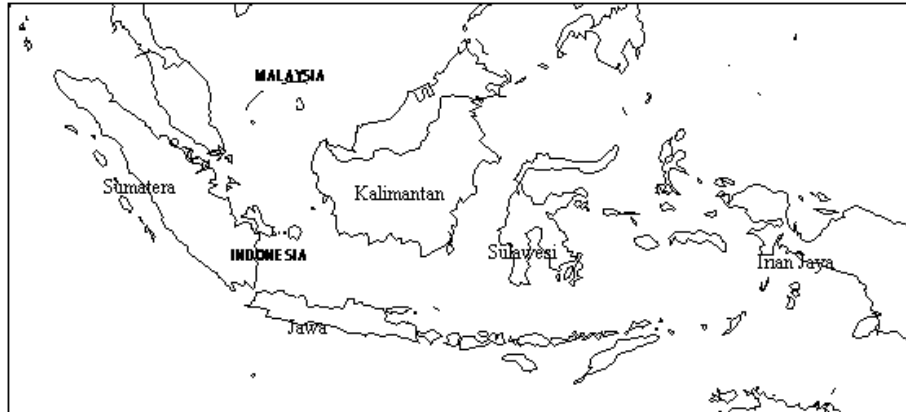 MALAYSIA
Sumatera
Kalimantan
INDONESIA
Sulawesi
Irian Jaya
Jawa